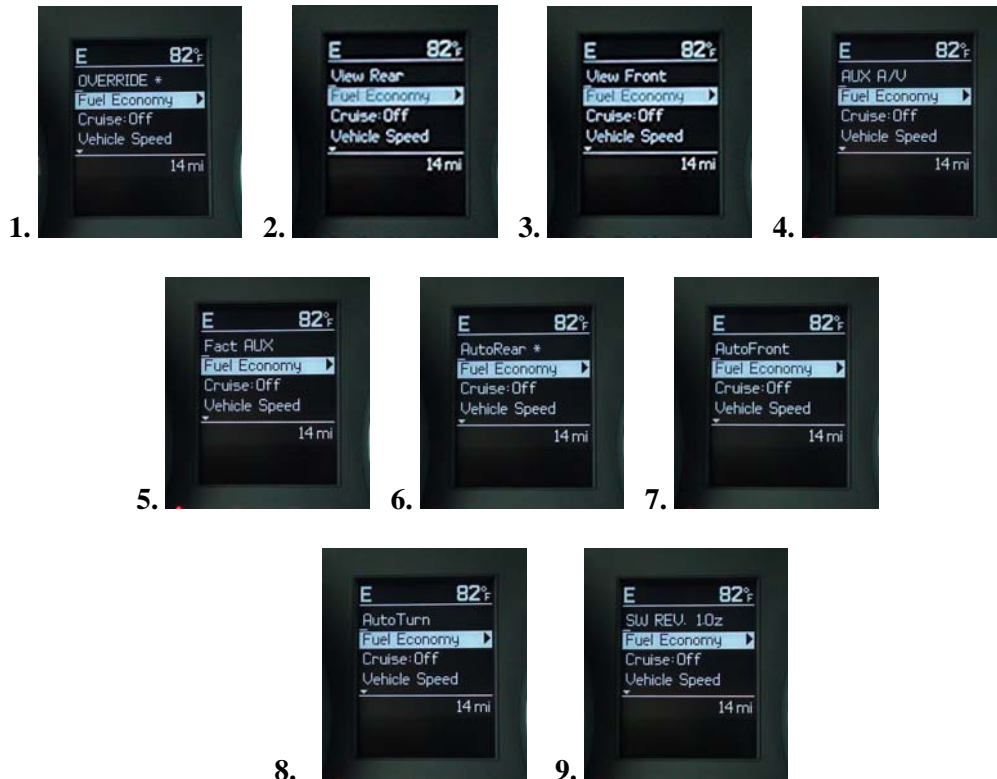 E 82°F
OVERRIDE *
Fuel Economy
Cruise:Off
Vehicle Speed
14 mi
1.
E 82°F
View Rear
Fuel Economy
Cruise:Off
Vehicle Speed
14 mi
2.
E 82°F
View Front
Fuel Economy
Cruise:Off
Vehicle Speed
14 mi
3.
E 82°F
AUX A/V
Fuel Economy
Cruise:Off
Vehicle Speed
14 mi
4.
E 82°F
Fact AUX
Fuel Economy
Cruise:Off
Vehicle Speed
14 mi
5.
E 82°F
AutoRear *
Fuel Economy
Cruise:Off
Vehicle Speed
14 mi
6.
E 82°F
AutoFront
Fuel Economy
Cruise:Off
Vehicle Speed
14 mi
7.
E 82°F
AutoTurn
Fuel Economy
Cruise:Off
Vehicle Speed
14 mi
8.
E 82°F
SW REV. 1.0z
Fuel Economy
Cruise:Off
Vehicle Speed
14 mi
9.